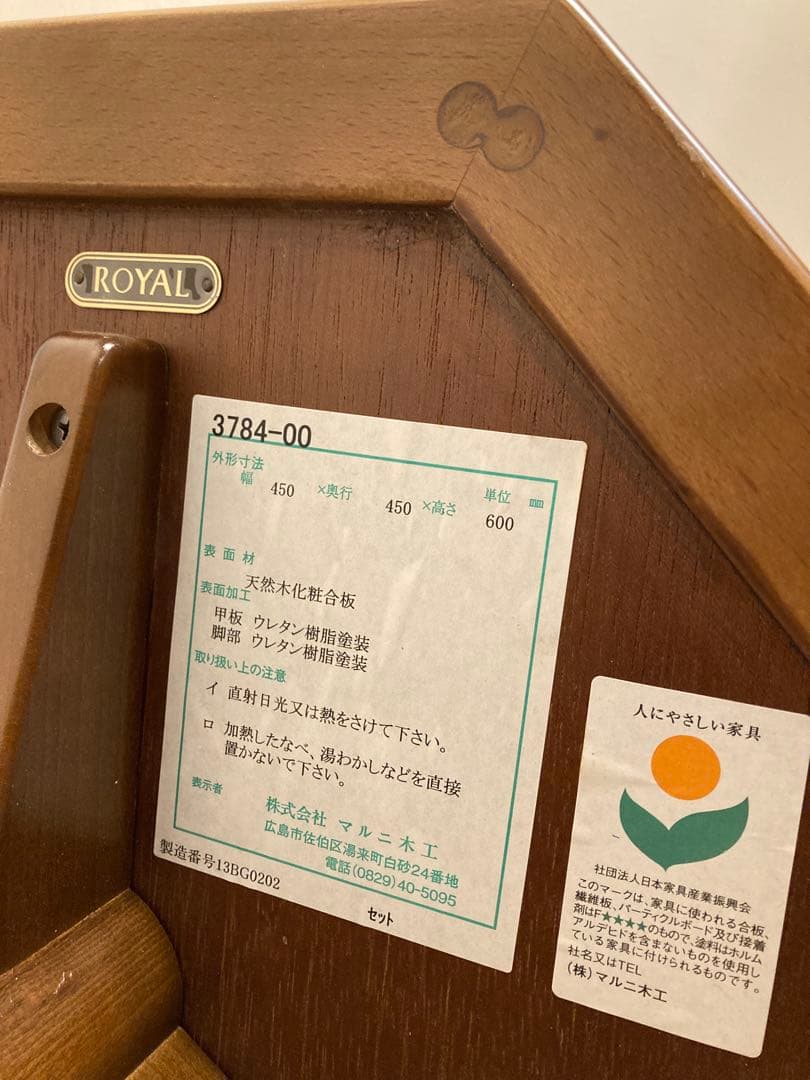 ROYAL
3784-00
外形寸法
幅 450 ×奥行 450 ×高さ 600 単位 ㎜
表面材
天然木化粧合板
表面加工
甲板 ウレタン樹脂塗装
脚部 ウレタン樹脂塗装
取り扱い上の注意
イ 直射日光又は熱をさけて下さい。
ロ 加熱したなべ、湯わかしなどを直接
置かないで下さい。
表示者
株式会社 マルニ木工
広島市佐伯区湯来町白砂24番地
電話(0829)40-5095
製造番号13BG0202
セット
人にやさしい家具
社団法人日本家具産業振興会
このマークは、家具に使われる合板、
繊維板、パーティクルボード及び接着
剤はF★★★★のもので、塗料はホルム
アルデヒドを含まないものを使用し
ている家具に付けられるものです。
社名又はTEL
(株)マルニ木工